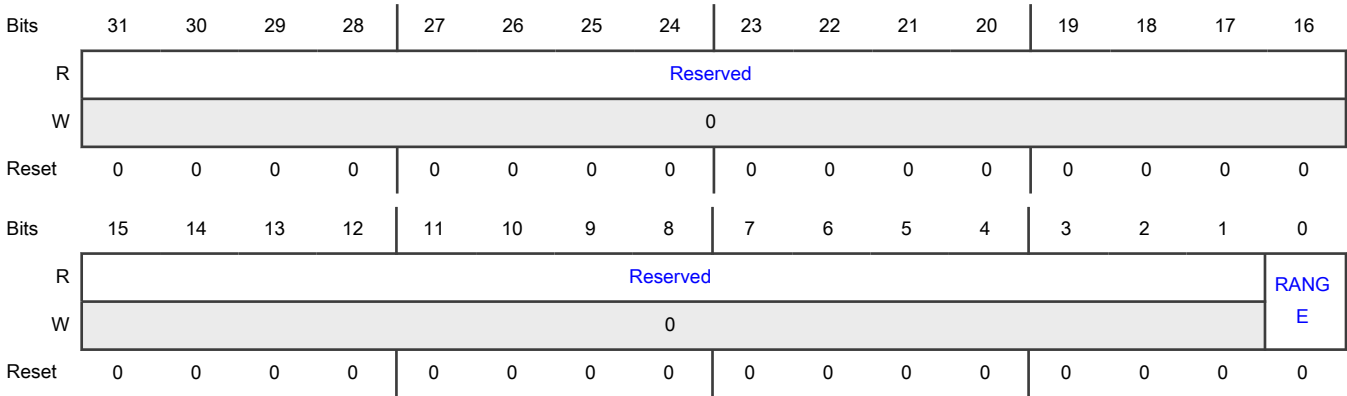 Bits 31 30 29 28 27 26 25 24 23 22 21 20 19 18 17 16
R Reserved
W 0
Reset 0 0 0 0 0 0 0 0 0 0 0 0 0 0 0 0
Bits 15 14 13 12 11 10 9 8 7 6 5 4 3 2 1 0
R Reserved RANG
W 0 E
Reset 0 0 0 0 0 0 0 0 0 0 0 0 0 0 0 0